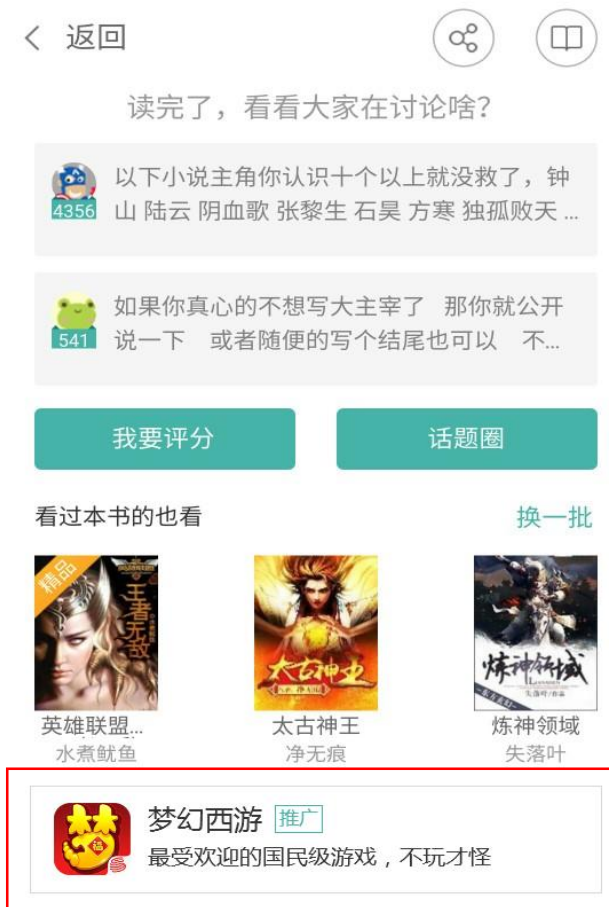 返回
读完了，看看大家在讨论啥？
以下小说主角你认识十个以上就没救了，钟
4356
山 陆云 阴血歌 张黎生 石昊 方寒 独孤败天 ...
如果你真心的不想写大主宰了 那你就公开
541
说一下 或者随便的写个结尾也可以 不...
我要评分
话题圈
看过本书的也看
换一批
精品
王者无敌
太古神王
炼神领域
失落叶/作品
英雄联盟...
太古神王
炼神领域
水煮鱿鱼
净无痕
失落叶
梦
福
梦幻西游 推广
最受欢迎的国民级游戏，不玩才怪